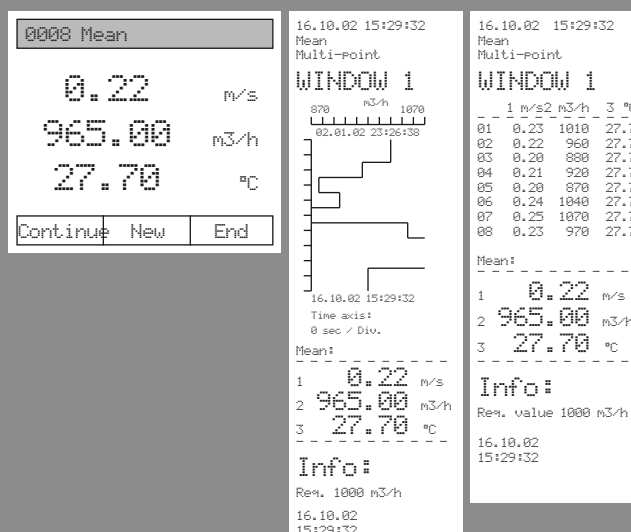 0008 Mean
0.22 m/s
965.00 m3/h
27.70 °C
Continue New End
16.10.02 15:29:32
Mean
Multi-point
WINDOW 1
870 m3/h 1070
02.01.02 23:26:38
16.10.02 15:29:32
Time axis:
0 sec / Div.
Mean:
1 0.22 m/s
2 965.00 m3/h
3 27.70 °C
Info:
Req. 1000 m3/h
16.10.02
15:29:32
16.10.02 15:29:32
Mean
Multi-point
WINDOW 1
1 m/s2 m3/h 3
01 0.23 1010
02 0.22 960
03 0.20 880
04 0.21 920
05 0.20 870
06 0.24 1040
07 0.25 1070
08 0.23 970
Mean:
1 0.22 m/s
2 965.00 m3/h
3 27.70 °C
Info:
Req. value 1000 m3/h
16.10.02
15:29:32